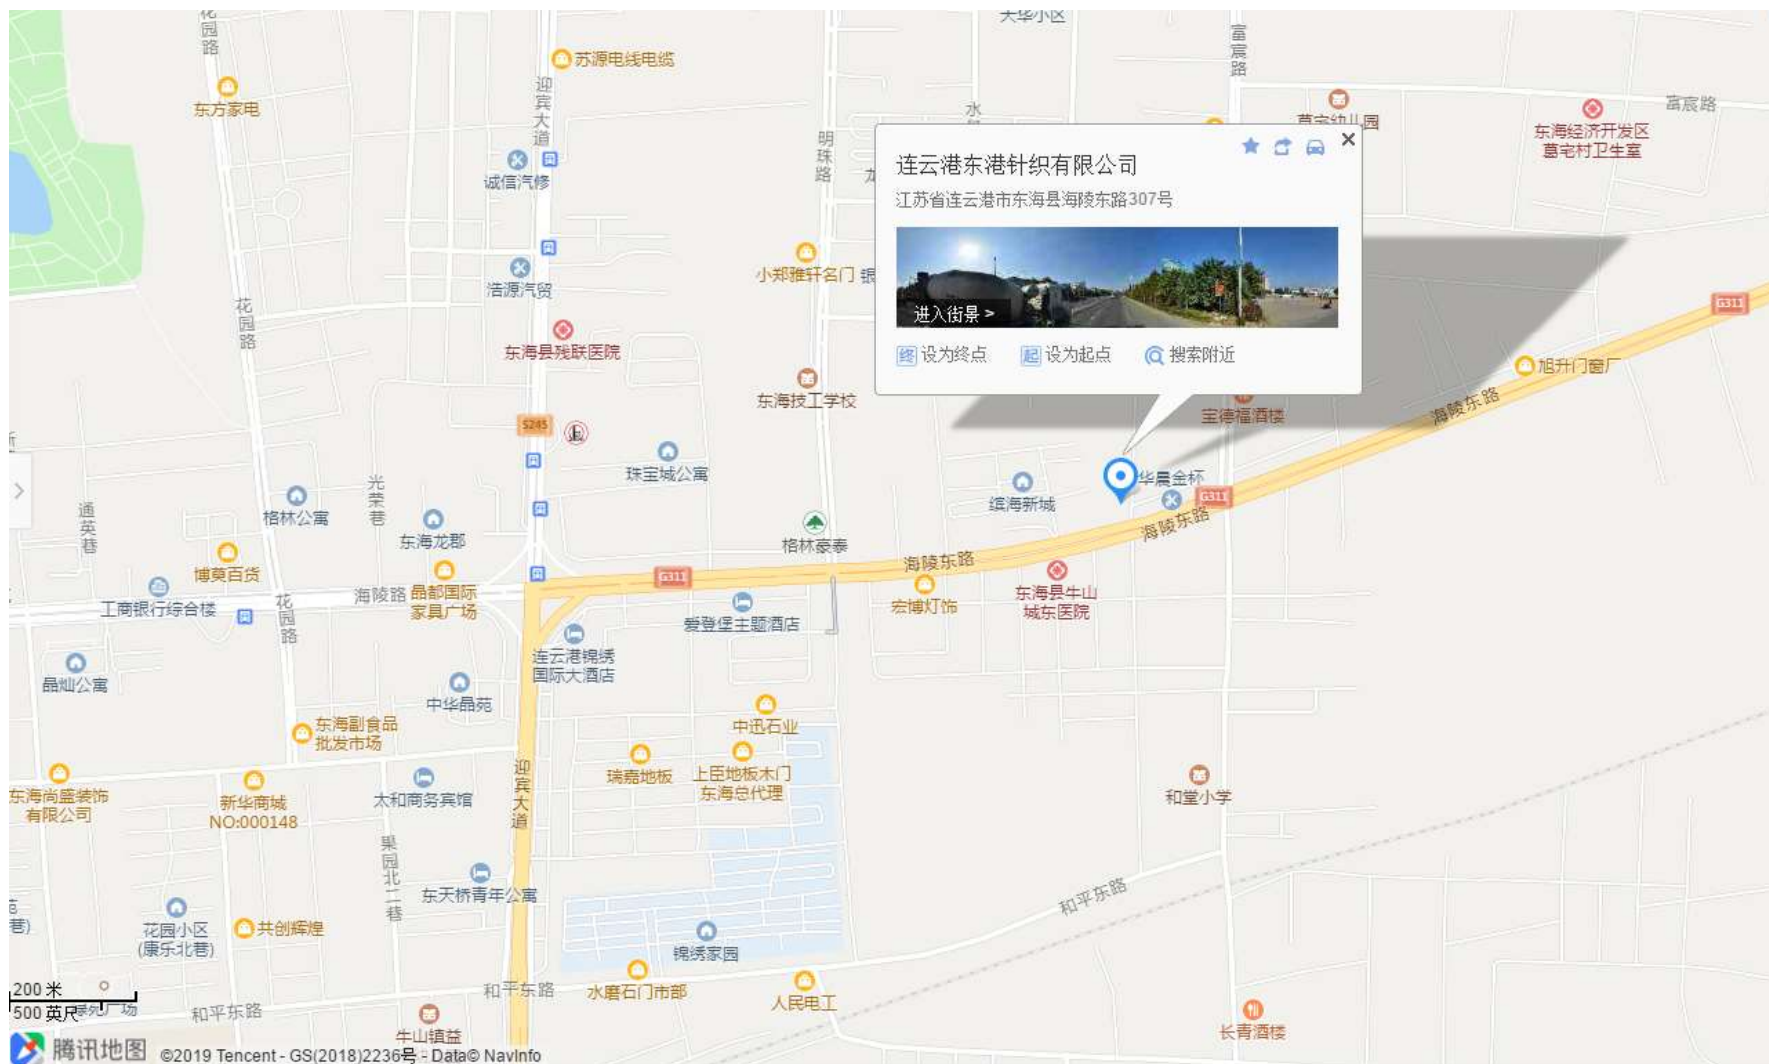 花园路
天华小区
富宸路
苏源电线电缆
迎宾大道
东方家电
明珠路
富宸路
东海经济开发区
葛宅村卫生室
诚信汽修
连云港东港针织有限公司
江苏省连云港市东海县海陵东路307号
进入街景 >
终 设为终点
起 设为起点
搜索附近
小郑雅轩名门
浩源汽贸
花园路
东海县残联医院
G311
旭升门窗厂
东海技工学校
海陵东路
宝德福酒楼
S245
珠宝城公寓
光荣巷
通英巷
格林公寓
缤海新城
华晨金杯
G311
海陵东路
东海龙郡
格林豪泰
海陵东路
博莫百货
G311
晶都国际
家具广场
海陵路
工商银行综合楼
花园路
爱登堡主题酒店
宏博灯饰
东海县牛山
城东医院
连云港锦绣
国际大酒店
晶灿公寓
中华晶苑
东海副食品
批发市场
中迅石业
瑞嘉地板
上臣地板木门
东海总代理
迎宾大道
东海尚盛装饰
有限公司
新华商城
NO:000148
太和商务宾馆
和堂小学
果园北二巷
东天桥青年公寓
和平东路
花园小区
(康乐北巷)
共创辉煌
锦绣家园
200 米
500 英尺
和平东路
和平东路
水磨石门市部
人民电工
牛山镇益
长青酒楼
腾讯地图
©2019 Tencent - GS(2018)2236号 - Data© NavInfo